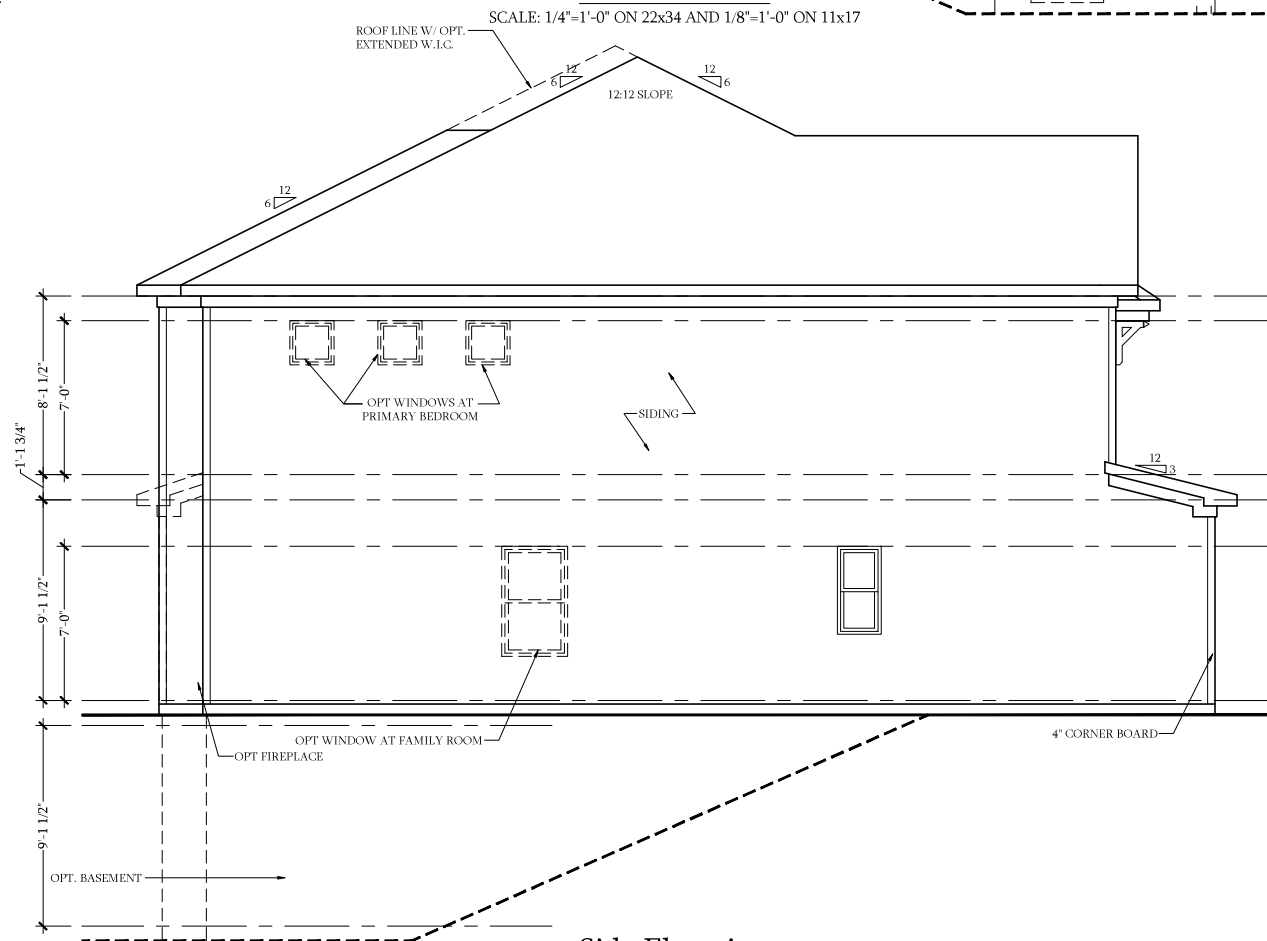 SCALE: 1/4"=1'-0" ON 22x34 AND 1/8"=1'-0" ON 11x17
ROOF LINE W/ OPT.
EXTENDED W.I.C.
12
6
12
6
12:12 SLOPE
12
6
8'-1 1/2"
7'-0"
OPT WINDOWS AT
PRIMARY BEDROOM
SIDING
1'-1 3/4"
12
3
9'-1 1/2"
7'-0"
OPT WINDOW AT FAMILY ROOM
OPT FIREPLACE
4" CORNER BOARD
9'-1 1/2"
OPT. BASEMENT